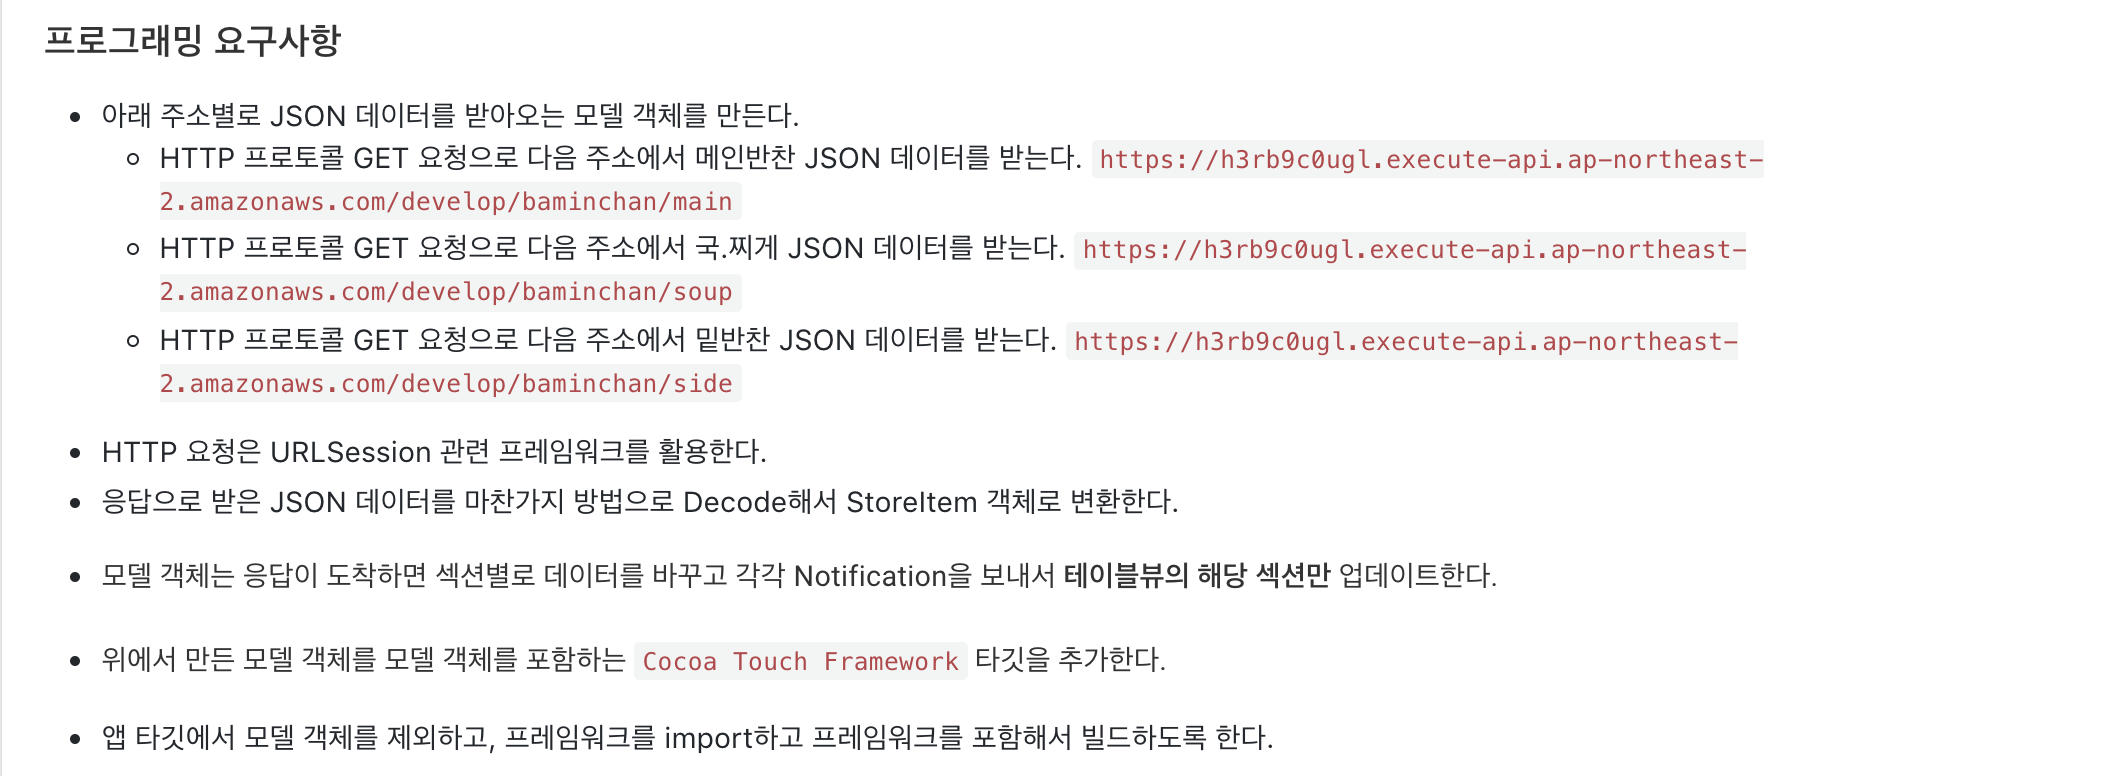 프로그래밍 요구사항
아래 주소별로 JSON 데이터를 받아오는 모델 객체를 만든다.
HTTP 프로토콜 GET 요청으로 다음 주소에서 메인반찬 JSON 데이터를 받는다. https://h3rb9c0ugl.execute-api.ap-northeast-
2.amazonaws.com/develop/baminchan/main
HTTP 프로토콜 GET 요청으로 다음 주소에서 국.찌게 JSON 데이터를 받는다. https://h3rb9c0ugl.execute-api.ap-northeast-
2.amazonaws.com/develop/baminchan/soup
HTTP 프로토콜 GET 요청으로 다음 주소에서 밑반찬 JSON 데이터를 받는다. https://h3rb9c0ugl.execute-api.ap-northeast-
2.amazonaws.com/develop/baminchan/side
HTTP 요청은 URLSession 관련 프레임워크를 활용한다.
응답으로 받은 JSON 데이터를 마찬가지 방법으로 Decode해서 StoreItem 객체로 변환한다.
모델 객체는 응답이 도착하면 섹션별로 데이터를 바꾸고 각각 Notification을 보내서 테이블뷰의 해당 섹션만 업데이트한다.
위에서 만든 모델 객체를 모델 객체를 포함하는 Cocoa Touch Framework 타깃을 추가한다.
앱 타깃에서 모델 객체를 제외하고, 프레임워크를 import하고 프레임워크를 포함해서 빌드하도록 한다.